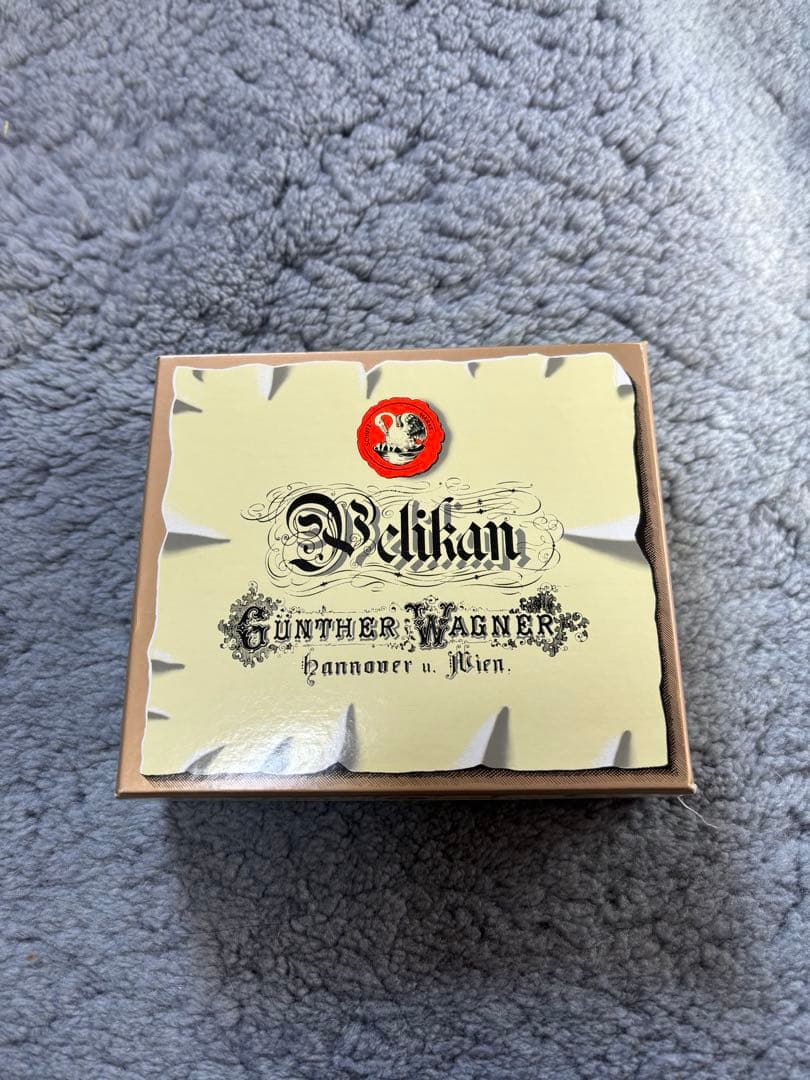 Pelikan
GÜNTHER WAGNER
Hannover u. Wien.